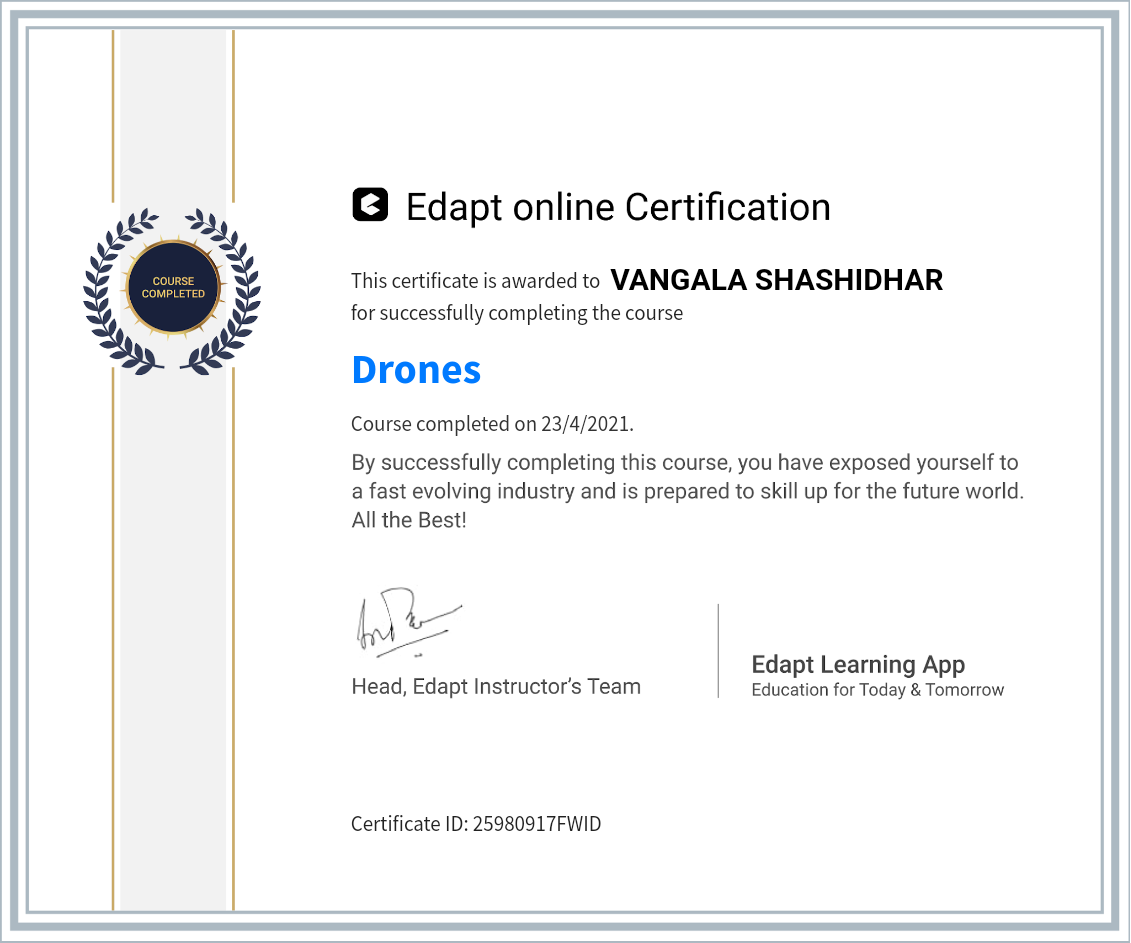 COURSE
COMPLETED
Edapt online Certification
This certificate is awarded to VANGALA SHASHIDHAR
for successfully completing the course
Drones
Course completed on 23/4/2021.
By successfully completing this course, you have exposed yourself to
a fast evolving industry and is prepared to skill up for the future world.
All the Best!
Head, Edapt Instructor’s Team
Edapt Learning App
Education for Today & Tomorrow
Certificate ID: 25980917FWID